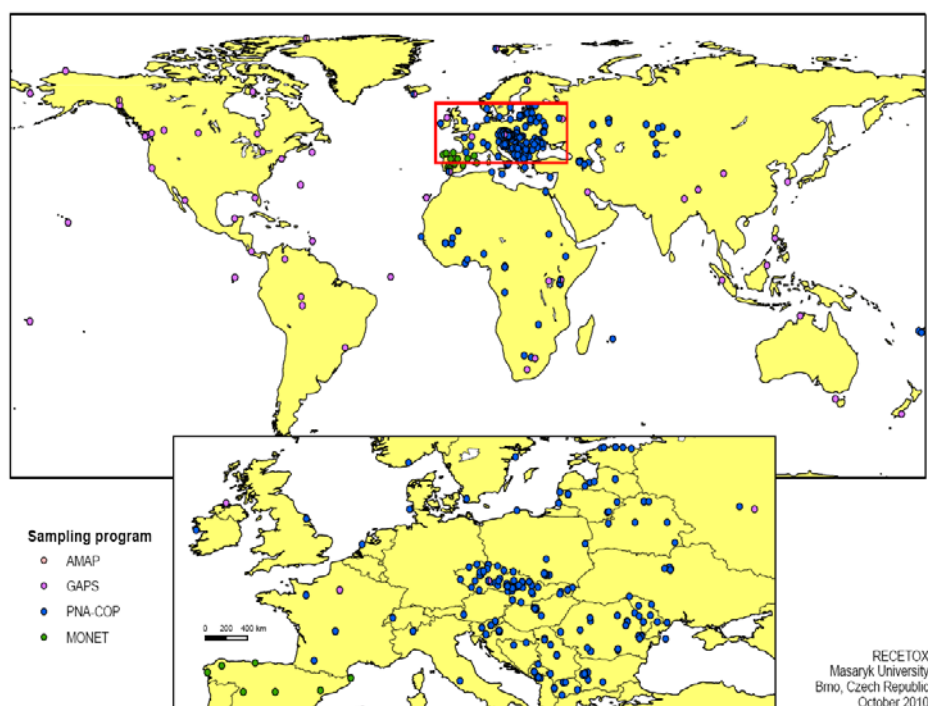 Sampling program
AMAP
GAPS
PNA-COP
MONET
0 200 400 km
RECETOX
Masaryk University
Brno, Czech Republic
October 2010